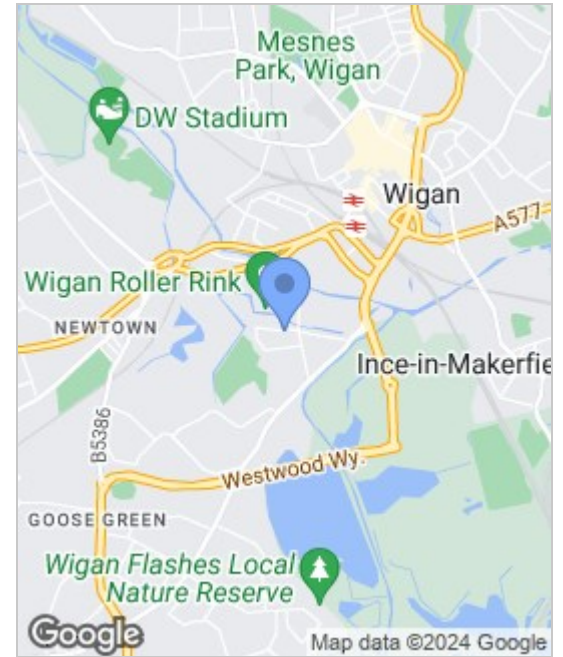 Mesnes
Park, Wigan
DW Stadium
Wigan
A577
Wigan Roller Rink
NEWTOWN
Ince-in-Makerfie
B5386
Westwood Wy.
GOOSE GREEN
Wigan Flashes Local
Nature Reserve
Google
Map data ©2024 Google